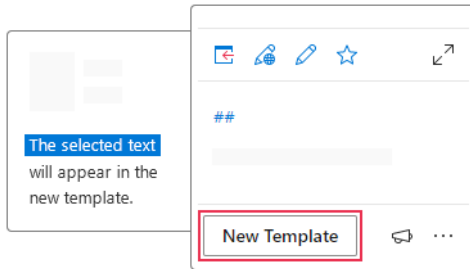 ##
The selected text
will appear in the
new template.
New Template